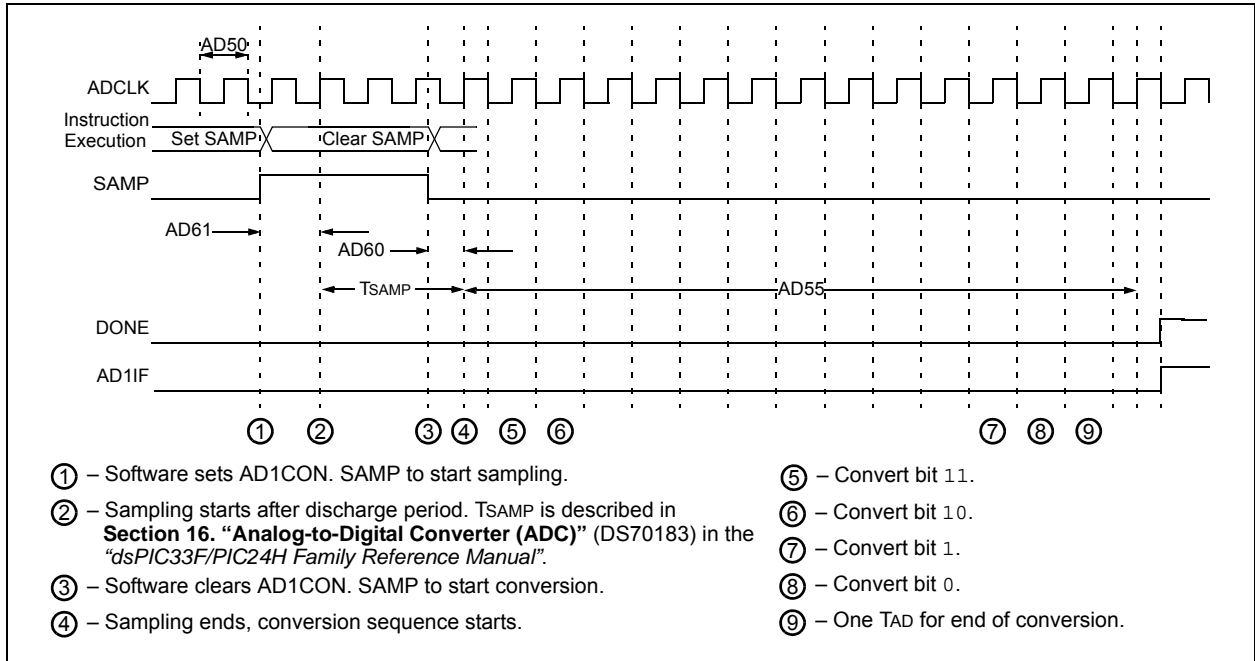 AD50
ADCLK
Instruction
Execution
Set SAMP
Clear SAMP
SAMP
AD61
AD60
TSAMP
AD55
DONE
AD1IF
1 2 3 4 5 6 7 8 9
1 – Software sets AD1CON. SAMP to start sampling.
2 – Sampling starts after discharge period. TSAMP is described in
Section 16. “Analog-to-Digital Converter (ADC)” (DS70183) in the
“dsPIC33F/PIC24H Family Reference Manual”.
3 – Software clears AD1CON. SAMP to start conversion.
4 – Sampling ends, conversion sequence starts.
5 – Convert bit 11.
6 – Convert bit 10.
7 – Convert bit 1.
8 – Convert bit 0.
9 – One TAD for end of conversion.